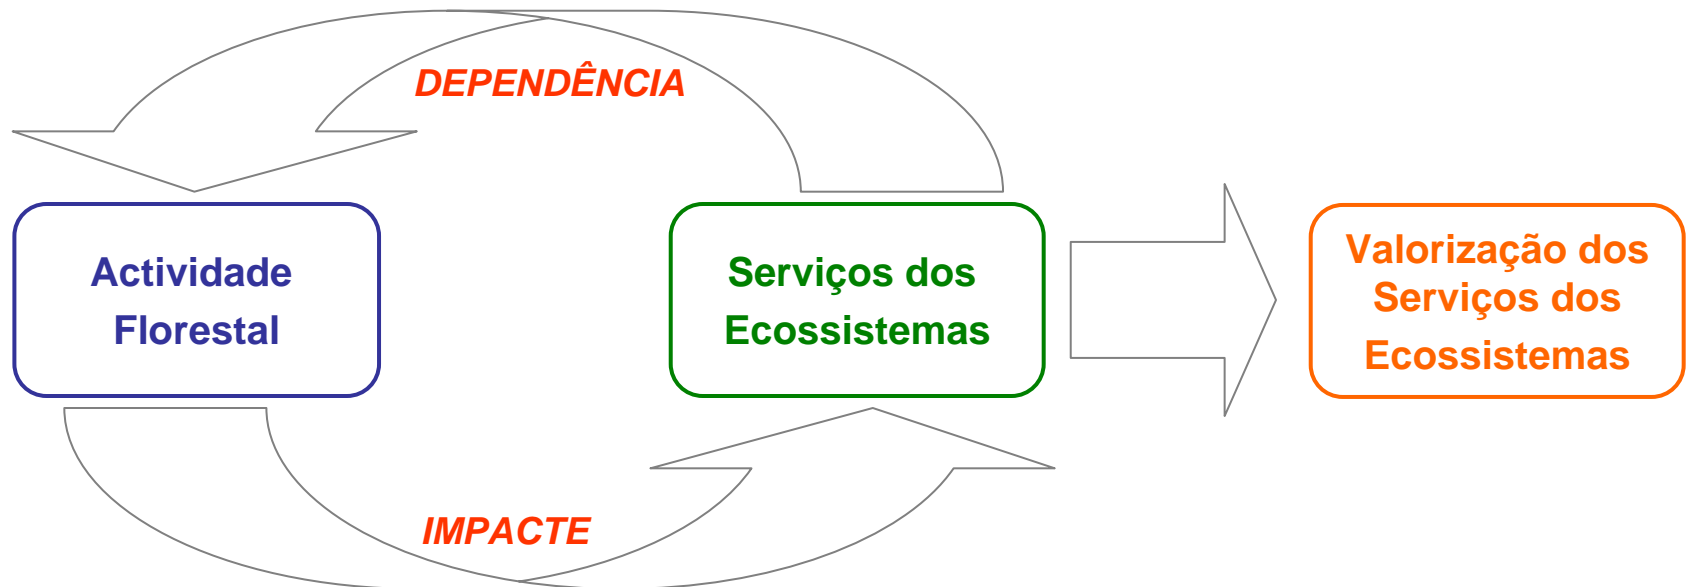 DEPENDÊNCIA
Actividade
Florestal
Serviços dos
Ecossistemas
Valorização dos
Serviços dos
Ecossistemas
IMPACTE